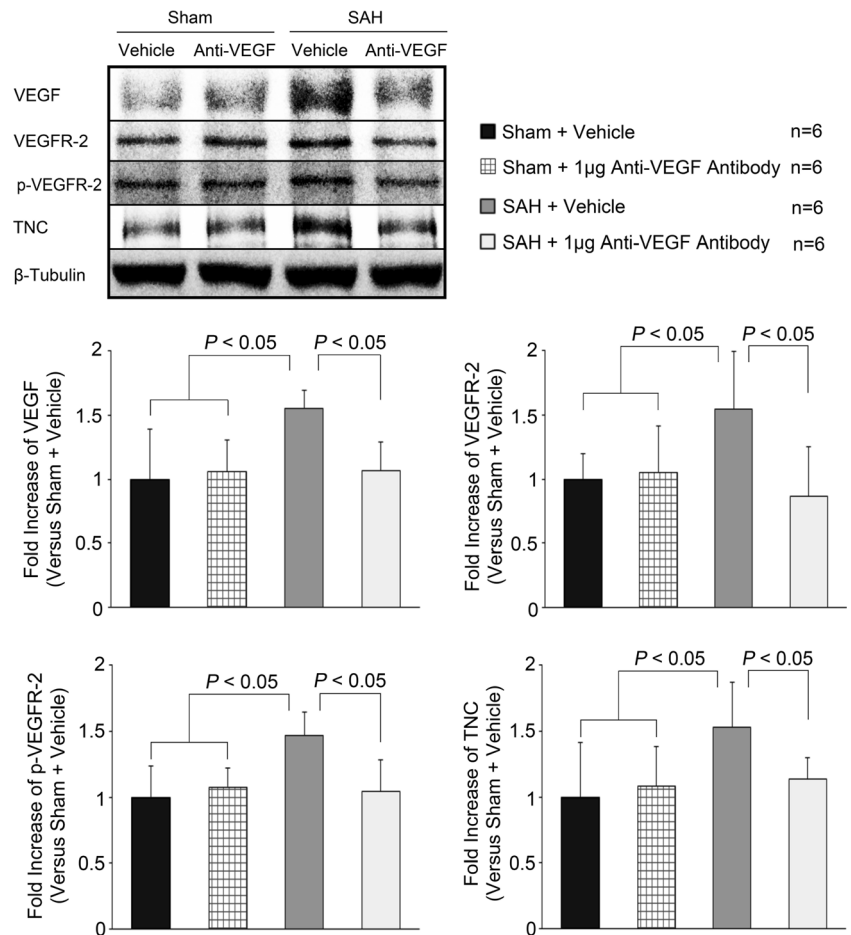 Sham SAH
Vehicle Anti-VEGF Vehicle Anti-VEGF
VEGF
VEGFR-2
p-VEGFR-2
TNC
β-Tubulin
Sham + Vehicle n=6
Sham + 1μg Anti-VEGF Antibody n=6
SAH + Vehicle n=6
SAH + 1μg Anti-VEGF Antibody n=6
Fold Increase of VEGF
(Versus Sham + Vehicle)
2
1.5
1
0.5
0
P < 0.05 P < 0.05
Fold Increase of VEGFR-2
(Versus Sham + Vehicle)
2
1.5
1
0.5
0
P < 0.05 P < 0.05
Fold Increase of p-VEGFR-2
(Versus Sham + Vehicle)
2
1.5
1
0.5
0
P < 0.05 P < 0.05
Fold Increase of TNC
(Versus Sham + Vehicle)
2
1.5
1
0.5
0
P < 0.05 P < 0.05